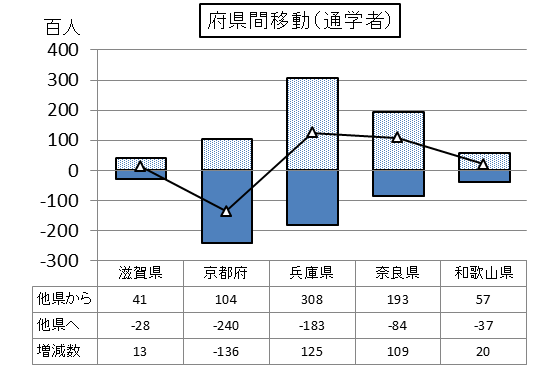 府県間移動(通学者)
百人
400
300
200
100
0
-100
-200
-300
滋賀県 京都府 兵庫県 奈良県 和歌山県
他県から 41 104 308 193 57
他県へ -28 -240 -183 -84 -37
増減数 13 -136 125 109 20